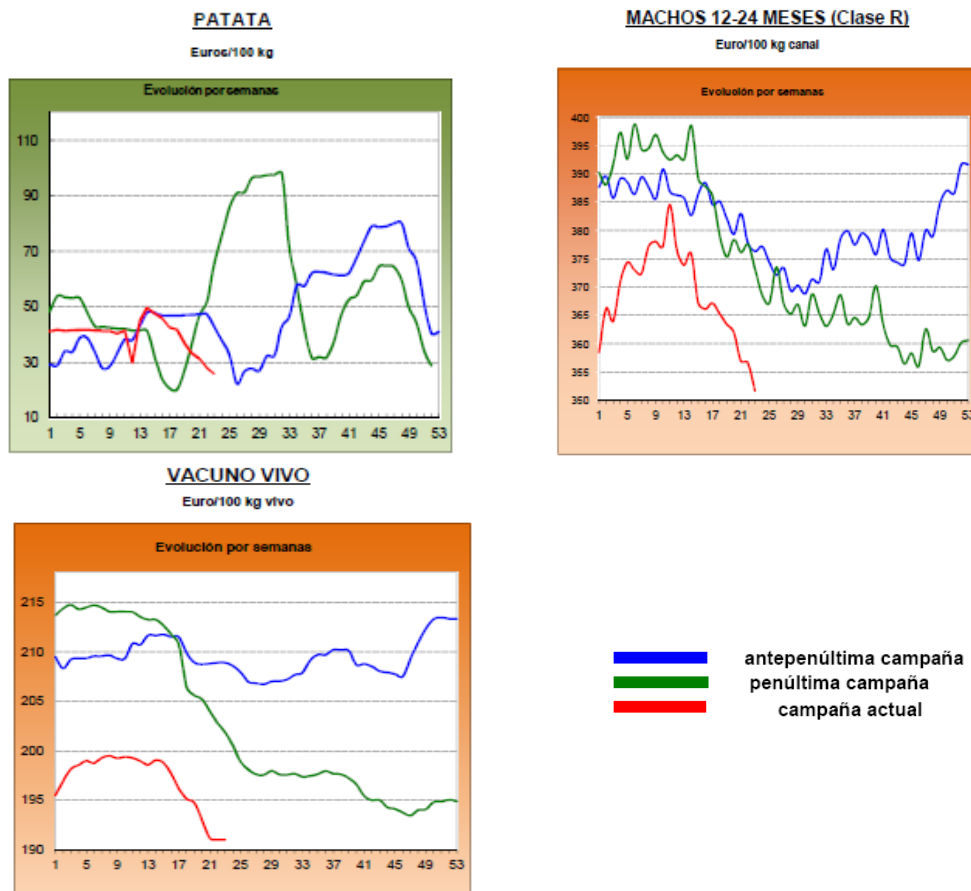 PATATA
Euros/100 kg
Evolución por semanas
110
90
70
50
30
10
1 5 9 13 17 21 25 29 33 37 41 45 49 53
MACHOS 12-24 MESES (Clase R)
Euro/100 kg canal
Evolución por semanas
400
395
390
385
380
375
370
365
360
355
350
1 5 9 13 17 21 25 29 33 37 41 45 49 53
VACUNO VIVO
Euro/100 kg vivo
Evolución por semanas
215
210
205
200
195
190
1 5 9 13 17 21 25 29 33 37 41 45 49 53
antepenúltima campaña
penúltima campaña
campaña actual